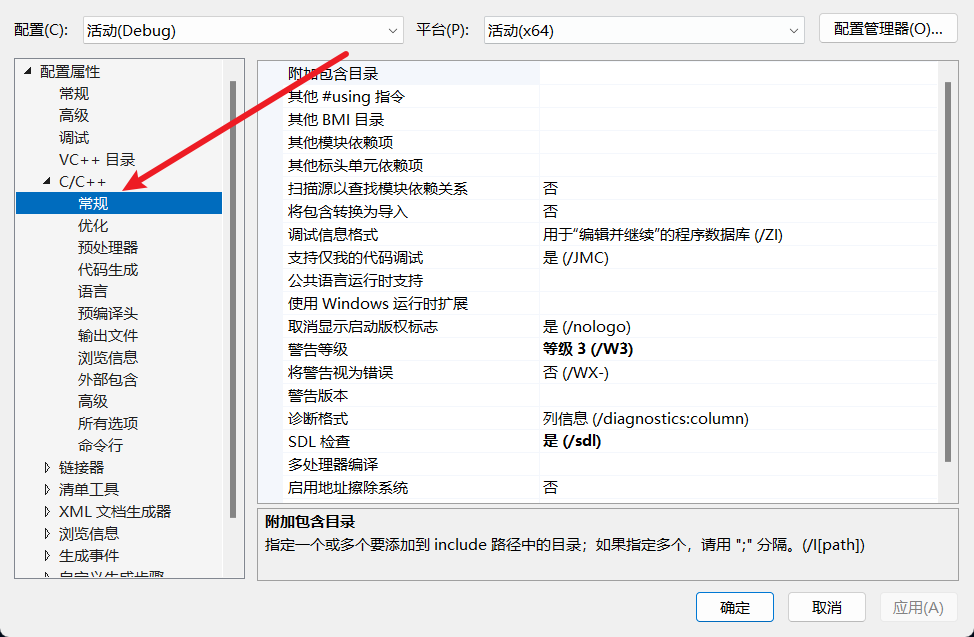 配置(C): 活动(Debug) 平台(P): 活动(x64) 配置管理器(O)...
配置属性
常规
高级
调试
VC++ 目录
C/C++
常规
优化
预处理器
代码生成
语言
预编译头
输出文件
浏览信息
外部包含
高级
所有选项
命令行
链接器
清单工具
XML 文档生成器
浏览信息
生成事件
自定义生成步骤
附加包含目录
其他 #using 指令
其他 BMI 目录
其他模块依赖项
其他标头单元依赖项
扫描源以查找模块依赖关系 否
将包含转换为导入 否
调试信息格式 用于“编辑并继续”的程序数据库 (/ZI)
支持仅我的代码调试 是 (/JMC)
公共语言运行时支持
使用 Windows 运行时扩展
取消显示启动版权标志 是 (/nologo)
警告等级 等级 3 (/W3)
将警告视为错误 否 (/WX-)
警告版本
诊断格式 列信息 (/diagnostics:column)
SDL 检查 是 (/sdl)
多处理器编译
启用地址擦除系统 否
附加包含目录
指定一个或多个要添加到 include 路径中的目录；如果指定多个，请用 ";" 分隔。(/I[path])
确定 取消 应用(A)